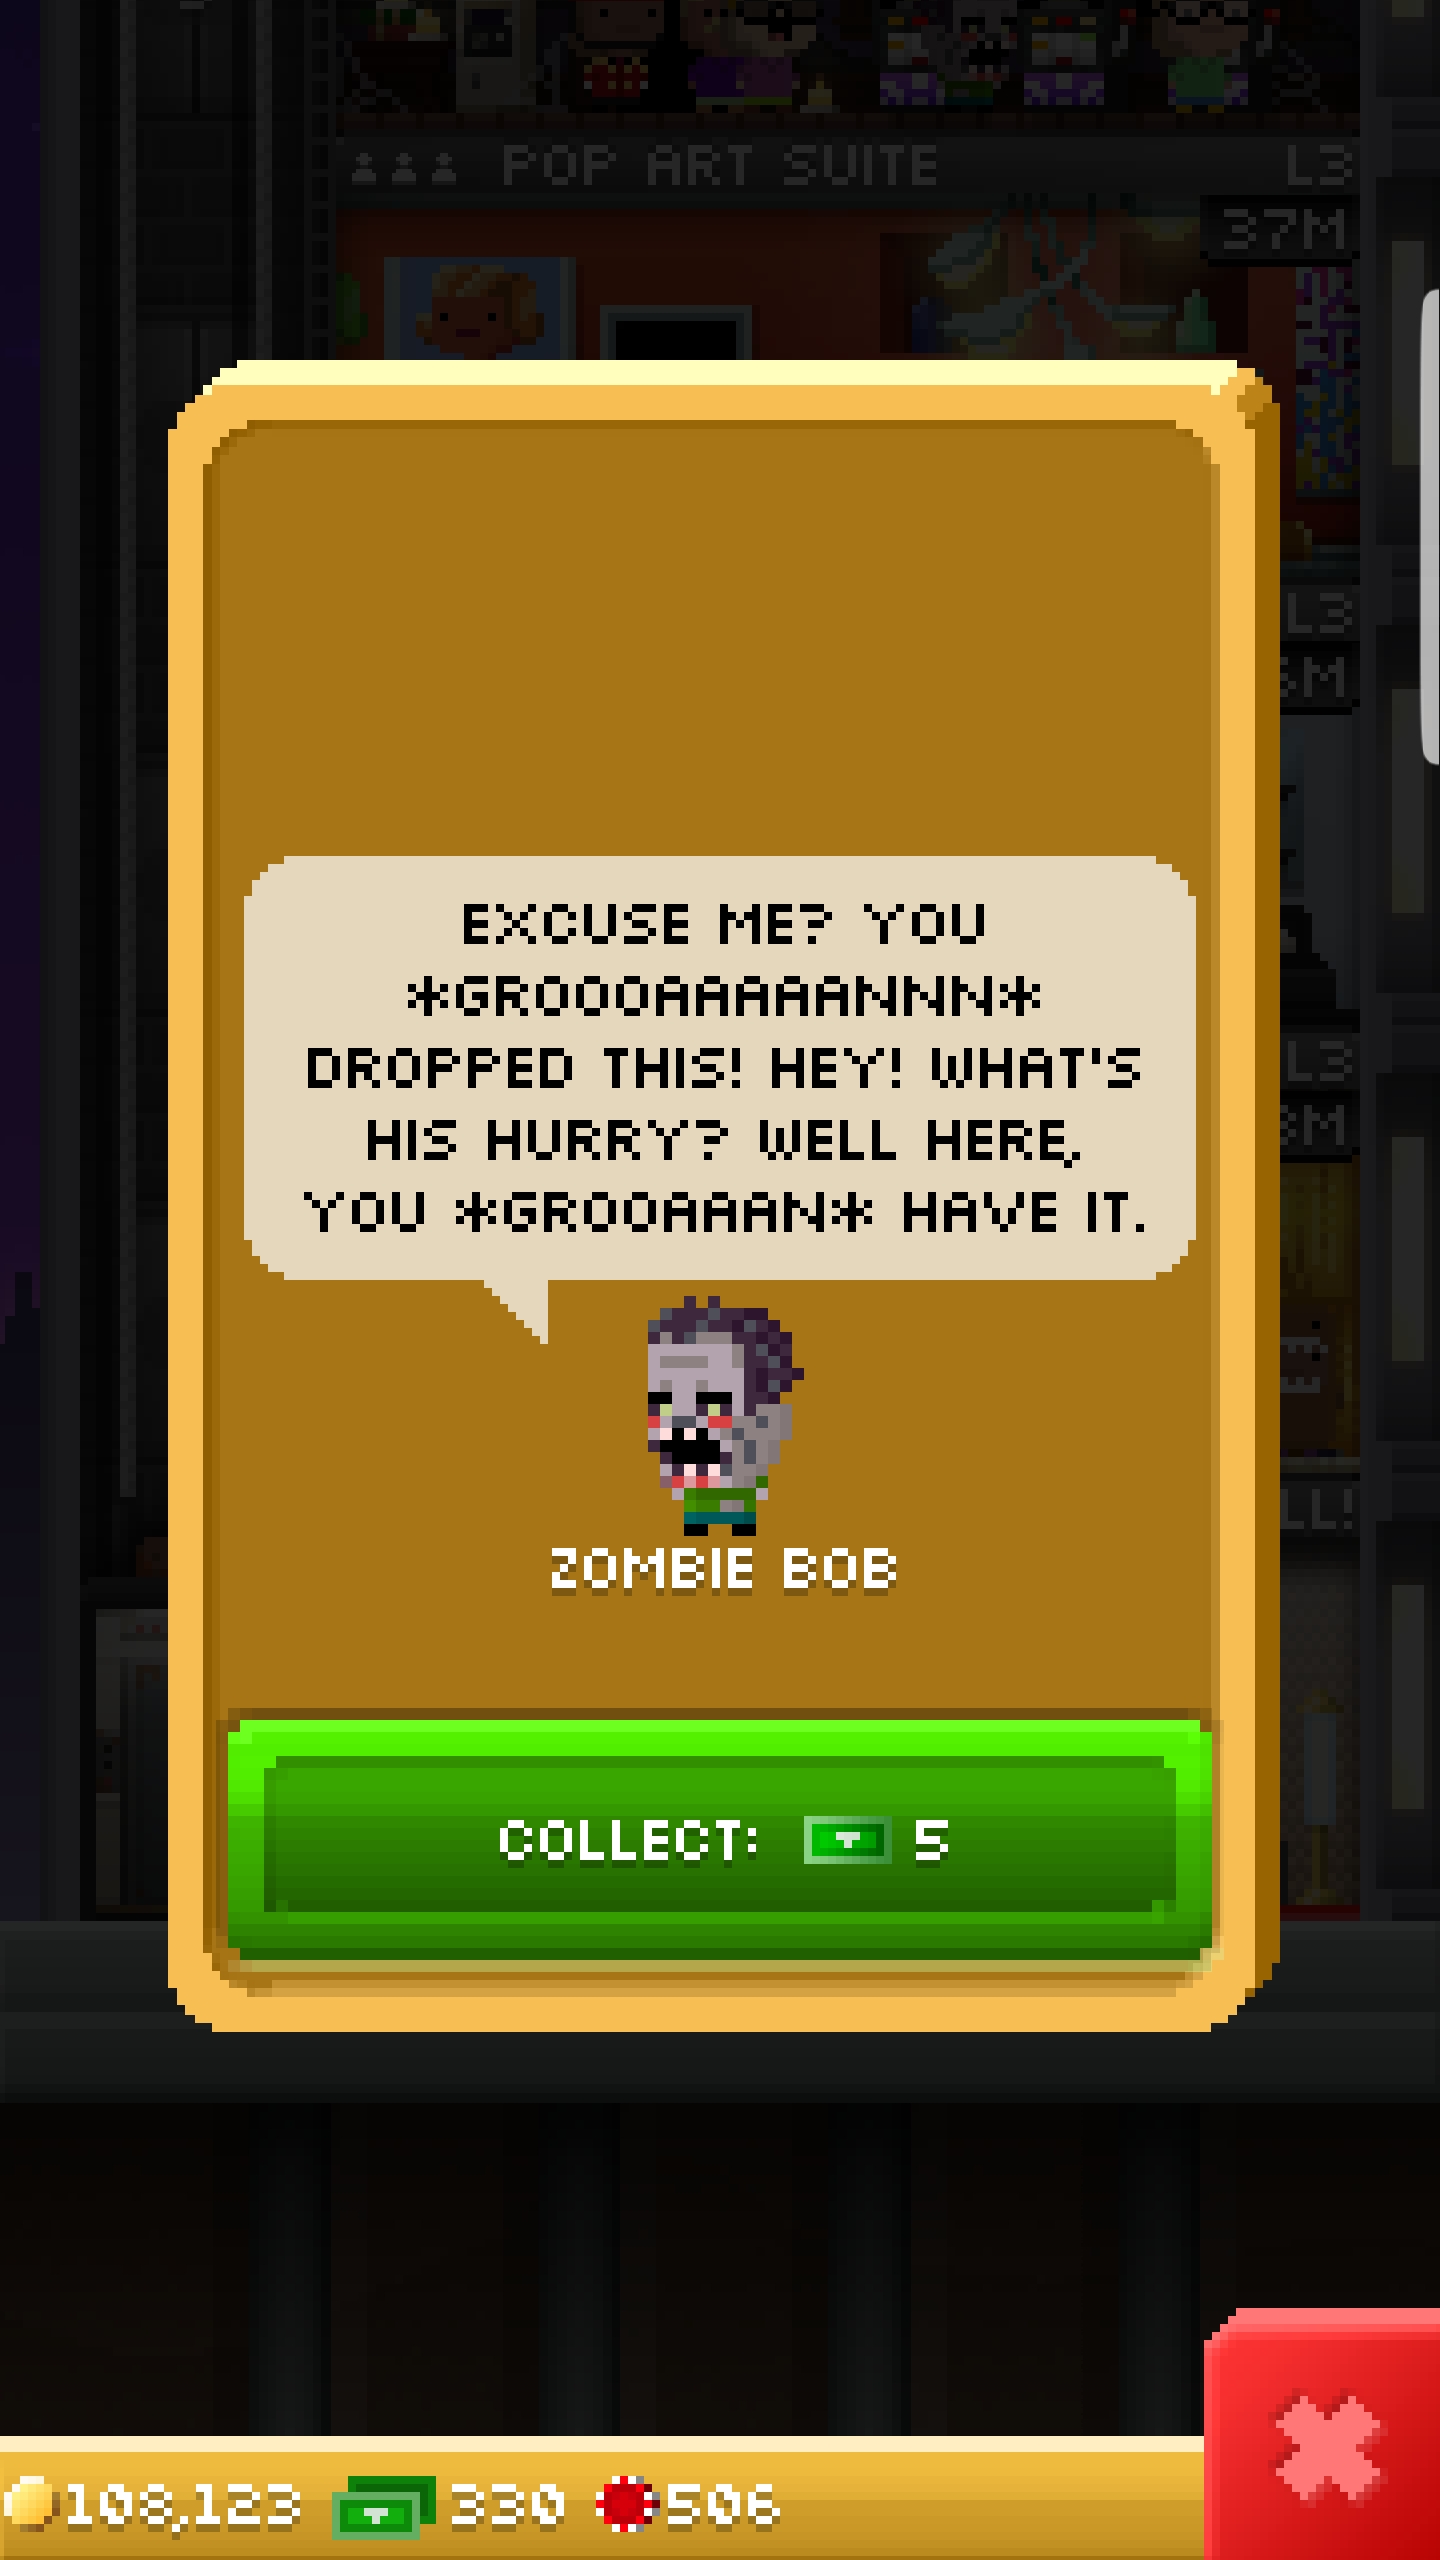 POP ART SUITE L3
37M
L3
L3
EXCUSE ME? YOU
*GROOOAAAAAANNN*
DROPPED THIS! HEY! WHAT'S
HIS HURRY? WELL HERE,
YOU *GROOAAAN* HAVE IT.
ZOMBIE BOB
COLLECT: 5
108,123 330 506